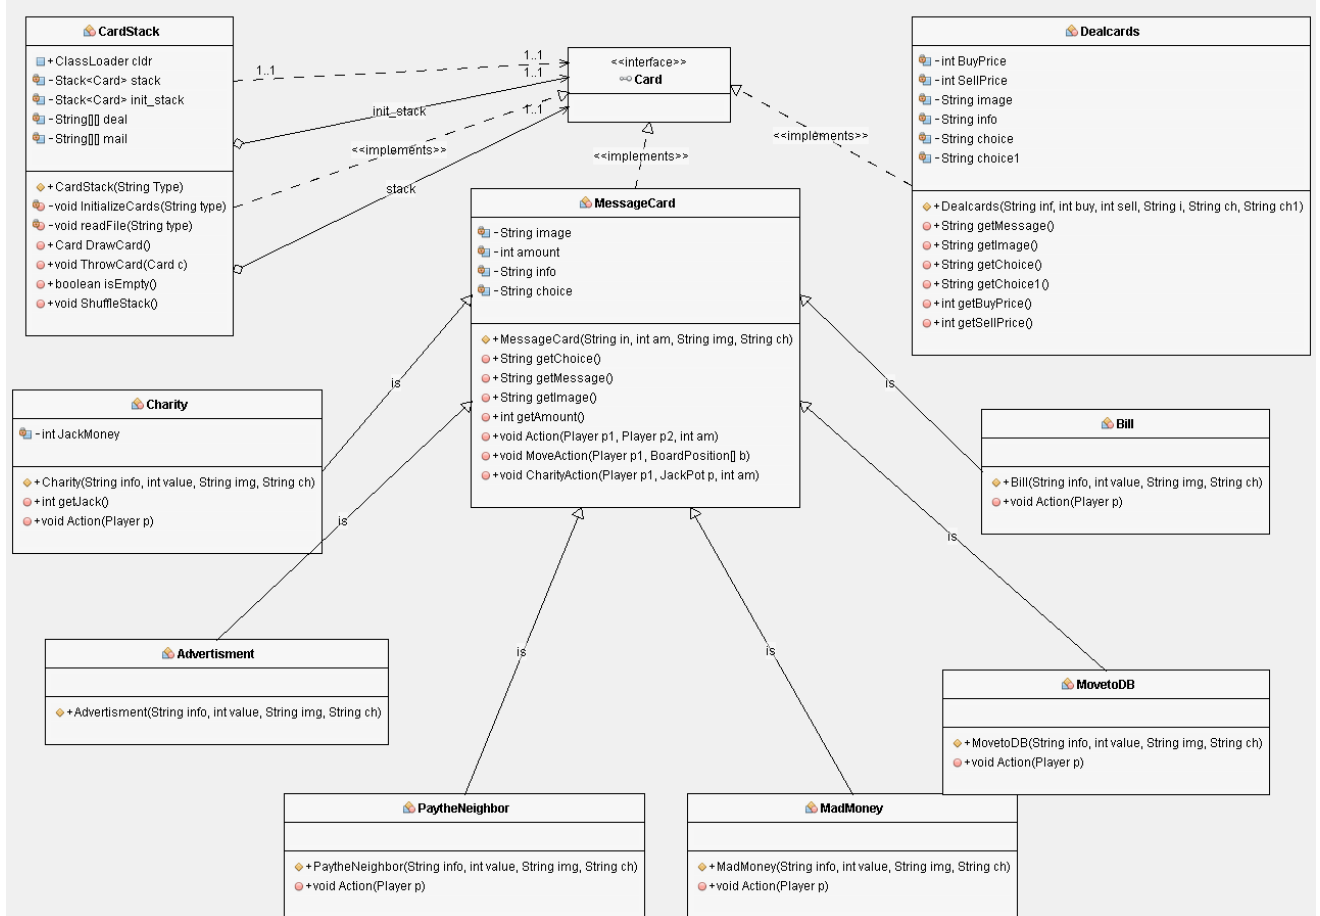 CardStack
+ClassLoader cldr
-Stack<Card> stack
-Stack<Card> init_stack
-String[][] deal
-String[][] mail
+CardStack(String Type)
-void InitializeCards(String type)
-void readFile(String type)
+Card DrawCard()
+void ThrowCard(Card c)
+boolean isEmpty()
+void ShuffleStack()
1..1
1..1
1..1
1..1
init_stack
<<implements>>
stack
<<interface>>
Card
<<implements>>
<<implements>>
Dealcards
-int BuyPrice
-int SellPrice
-String image
-String info
-String choice
-String choice1
+Dealcards(String inf, int buy, int sell, String i, String ch, String ch1)
+String getMessage()
+String getImage()
+String getChoice()
+String getChoice1()
+int getBuyPrice()
+int getSellPrice()
MessageCard
-String image
-int amount
-String info
-String choice
+MessageCard(String in, int am, String img, String ch)
+String getChoice()
+String getMessage()
+String getImage()
+int getAmount()
+void Action(Player p1, Player p2, int am)
+void MoveAction(Player p1, BoardPosition[] b)
+void CharityAction(Player p1, JackPot p, int am)
is
is
is
is
is
is
Charity
-int JackMoney
+Charity(String info, int value, String img, String ch)
+int getJack()
+void Action(Player p)
Bill
+Bill(String info, int value, String img, String ch)
+void Action(Player p)
Advertisment
+Advertisment(String info, int value, String img, String ch)
MovetoDB
+MovetoDB(String info, int value, String img, String ch)
+void Action(Player p)
PaytheNeighbor
+PaytheNeighbor(String info, int value, String img, String ch)
+void Action(Player p)
MadMoney
+MadMoney(String info, int value, String img, String ch)
+void Action(Player p)